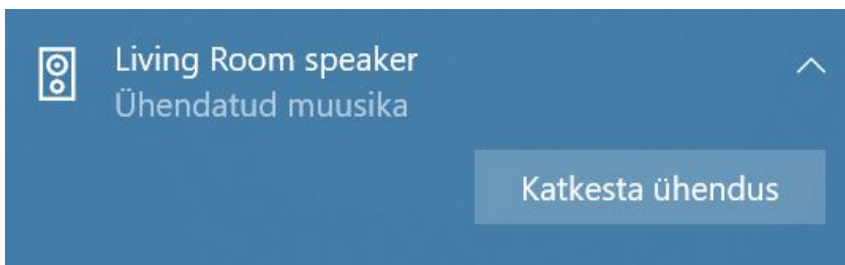 Living Room speaker
Ühendatud muusika
Katkesta ühendus